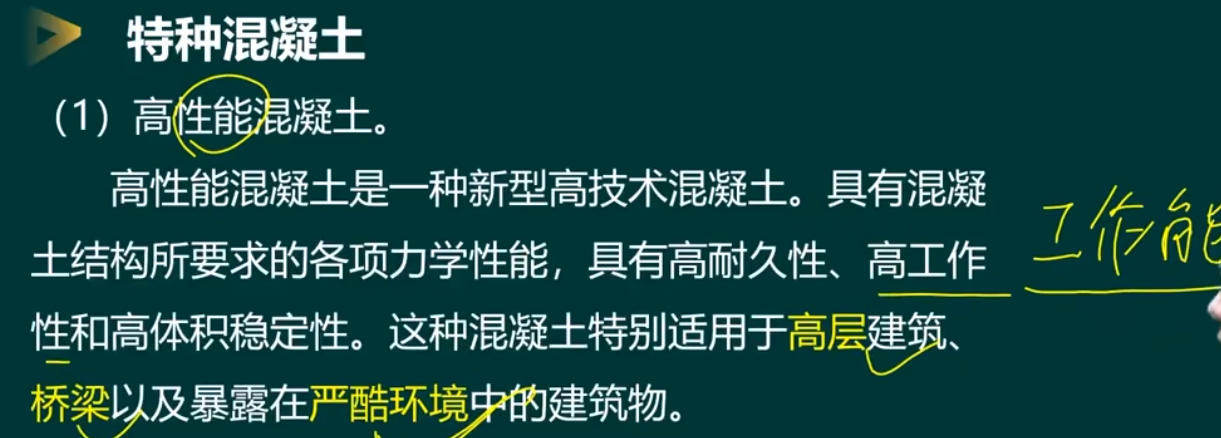 特种混凝土
（1）高性能混凝土。
高性能混凝土是一种新型高技术混凝土。具有混凝
土结构所要求的各项力学性能，具有高耐久性、高工作
性和高体积稳定性。这种混凝土特别适用于高层建筑、
桥梁以及暴露在严酷环境中的建筑物。
工作能